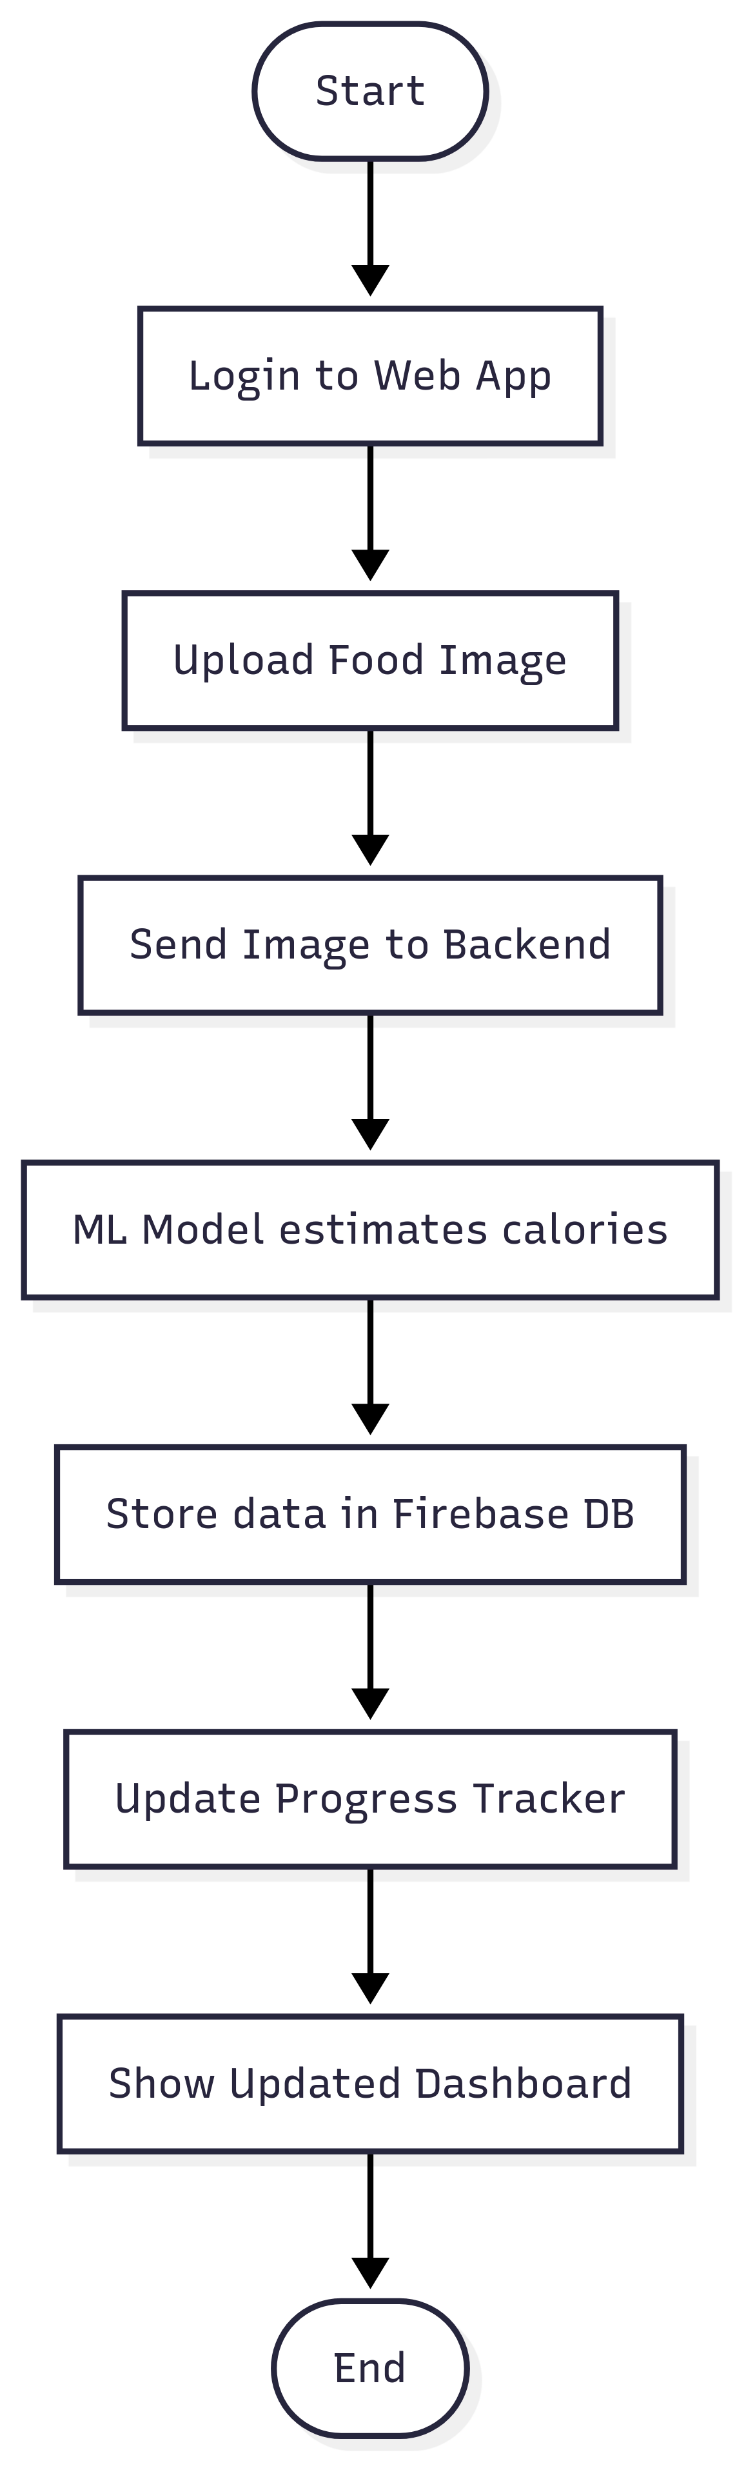 Start
Login to Web App
Upload Food Image
Send Image to Backend
ML Model estimates calories
Store data in Firebase DB
Update Progress Tracker
Show Updated Dashboard
End